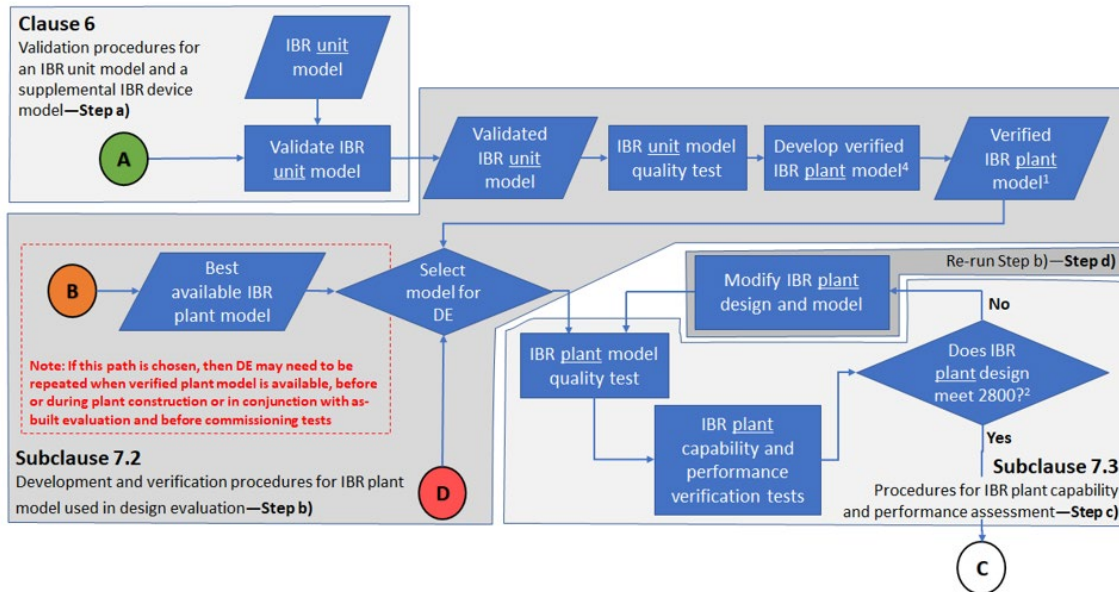 Clause 6
Validation procedures for
an IBR unit model and a
supplemental IBR device
model—Step a)
IBR unit
model
A
Validate IBR
unit model
Validated
IBR unit
model
IBR unit model
quality test
Develop verified
IBR plant model4
Verified
IBR plant
model1
B
Best
available IBR
plant model
Select
model for
DE
Note: If this path is chosen, then DE may need to be
repeated when verified plant model is available, before
or during plant construction or in conjunction with as-
built evaluation and before commissioning tests
Subclause 7.2
Development and verification procedures for IBR plant
model used in design evaluation—Step b)
D
Modify IBR plant
design and model
Re-run Step b)—Step d)
No
IBR plant model
quality test
Does IBR
plant design
meet 2800?2
IBR plant
capability and
performance
verification tests
Yes
Subclause 7.3
Procedures for IBR plant capability
and performance assessment—Step c)
C